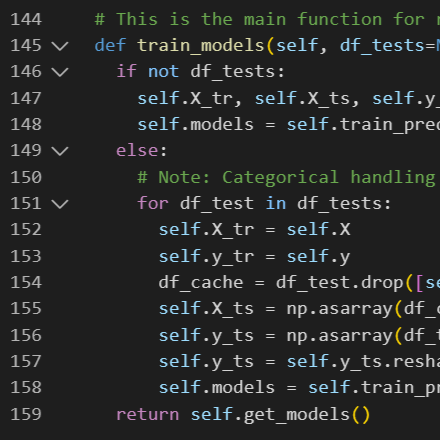 144 # This is the main function for
145 def train_models(self, df_tests=
146 if not df_tests:
147 self.X_tr, self.X_ts, self.y_
148 self.models = self.train_pre
149 else:
150 # Note: Categorical handling
151 for df_test in df_tests:
152 self.X_tr = self.X
153 self.y_tr = self.y
154 df_cache = df_test.drop([se
155 self.X_ts = np.asarray(df_c
156 self.y_ts = np.asarray(df_t
157 self.y_ts = self.y_ts.resha
158 self.models = self.train_pr
159 return self.get_models()